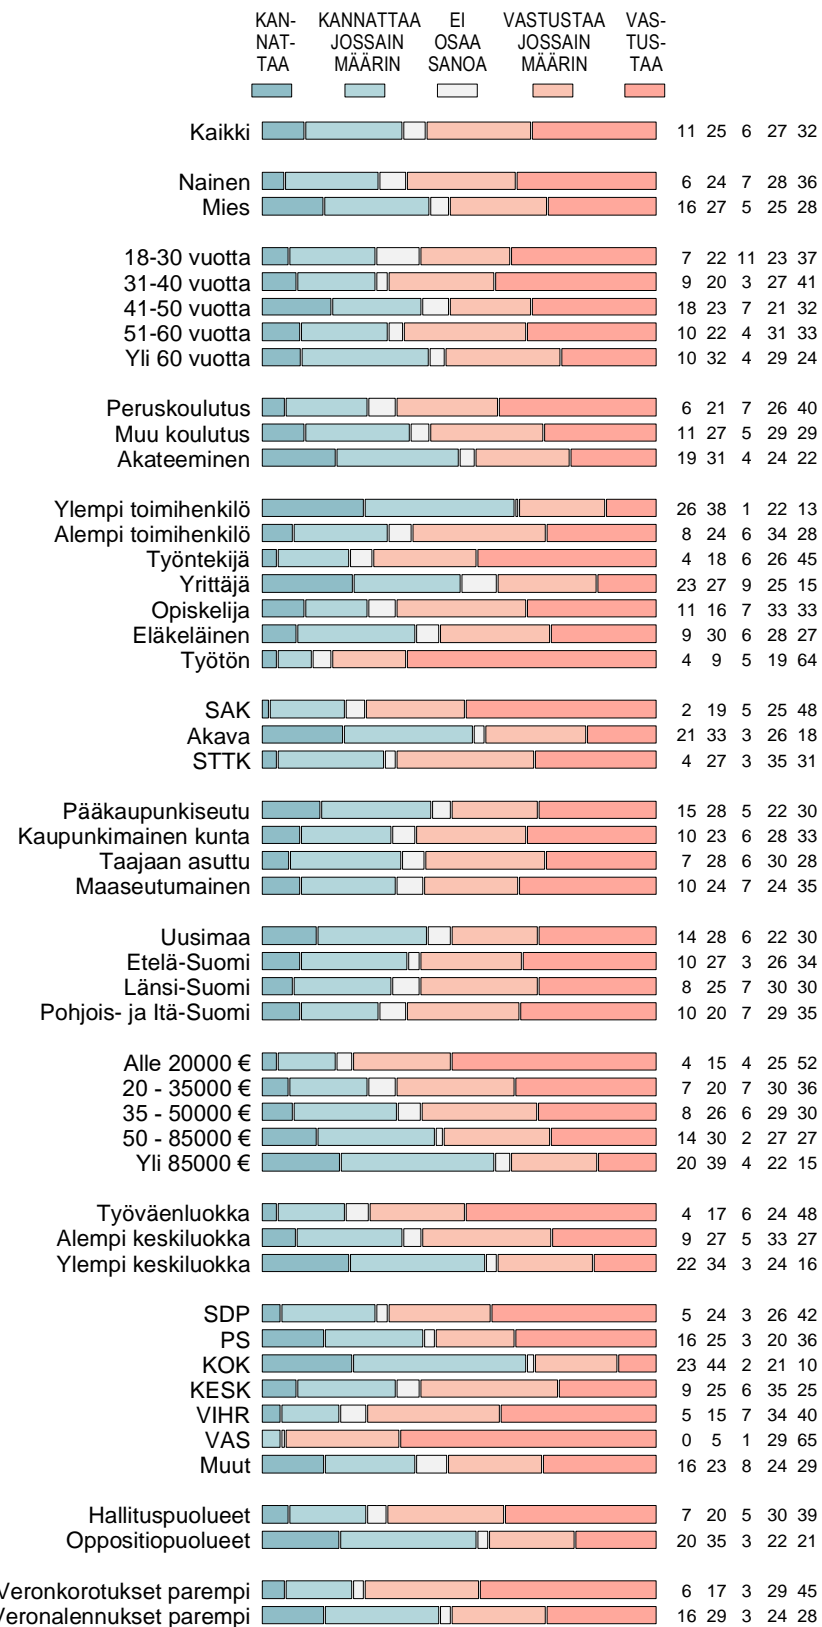 KAN- KANNATTAA EI VASTUSTAA VAS-
NAT- JOSSAIN OSAA JOSSAIN TUS-
TAA MÄÄRIN SANOA MÄÄRIN TAA
Kaikki 11 25 6 27 32
Nainen 6 24 7 28 36
Mies 16 27 5 25 28
18-30 vuotta 7 22 11 23 37
31-40 vuotta 9 20 3 27 41
41-50 vuotta 18 23 7 21 32
51-60 vuotta 10 22 4 31 33
Yli 60 vuotta 10 32 4 29 24
Peruskoulutus 6 21 7 26 40
Muu koulutus 11 27 5 29 29
Akateeminen 19 31 4 24 22
Ylempi toimihenkilö 26 38 1 22 13
Alempi toimihenkilö 8 24 6 34 28
Työntekijä 4 18 6 26 45
Yrittäjä 23 27 9 25 15
Opiskelija 11 16 7 33 33
Eläkeläinen 9 30 6 28 27
Työtön 4 9 5 19 64
SAK 2 19 5 25 48
Akava 21 33 3 26 18
STTK 4 27 3 35 31
Pääkaupunkiseutu 15 28 5 22 30
Kaupunkimainen kunta 10 23 6 28 33
Taajaan asuttu 7 28 6 30 28
Maaseutumainen 10 24 7 24 35
Uusimaa 14 28 6 22 30
Etelä-Suomi 10 27 3 26 34
Länsi-Suomi 8 25 7 30 30
Pohjois- ja Itä-Suomi 10 20 7 29 35
Alle 20000 € 4 15 4 25 52
20 - 35000 € 7 20 7 30 36
35 - 50000 € 8 26 6 29 30
50 - 85000 € 14 30 2 27 27
Yli 85000 € 20 39 4 22 15
Työväenluokka 4 17 6 24 48
Alempi keskiluokka 9 27 5 33 27
Ylempi keskiluokka 22 34 3 24 16
SDP 5 24 3 26 42
PS 16 25 3 20 36
KOK 23 44 2 21 10
KESK 9 25 6 35 25
VIHR 5 15 7 34 40
VAS 0 5 1 29 65
Muut 16 23 8 24 29
Hallituspuolueet 7 20 5 30 39
Oppositiopuolueet 20 35 3 22 21
Veronkorotukset parempi 6 17 3 29 45
Veronalennukset parempi 16 29 3 24 28